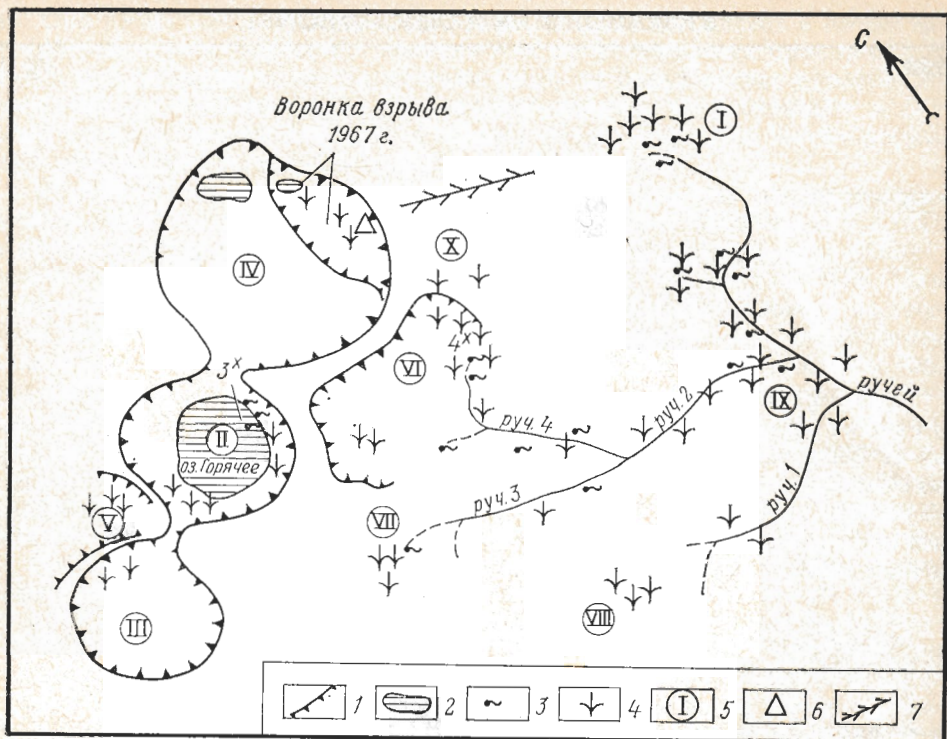 С
Воронка взрыва
1967 г.
I
X
IV
4ˣ
VI
3ˣ
IX
ручей
II
руч. 2
оз. Горячее
руч. 4
руч. 1
руч. 3
V
VII
VIII
III
1
2
3
4
I 5
6
7